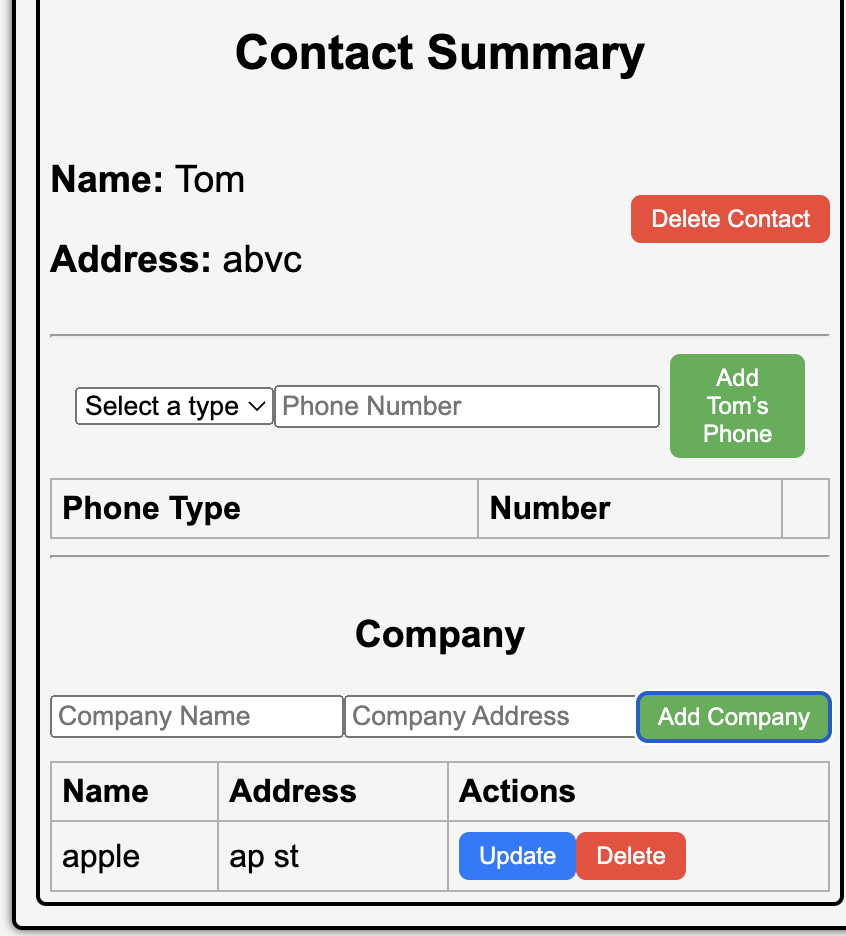 Contact Summary
Name: Tom
Delete Contact
Address: abvc
Select a type
Phone Number
Add
Tom’s
Phone
Phone Type Number
Company
Company Name Company Address Add Company
Name Address Actions
apple ap st Update Delete